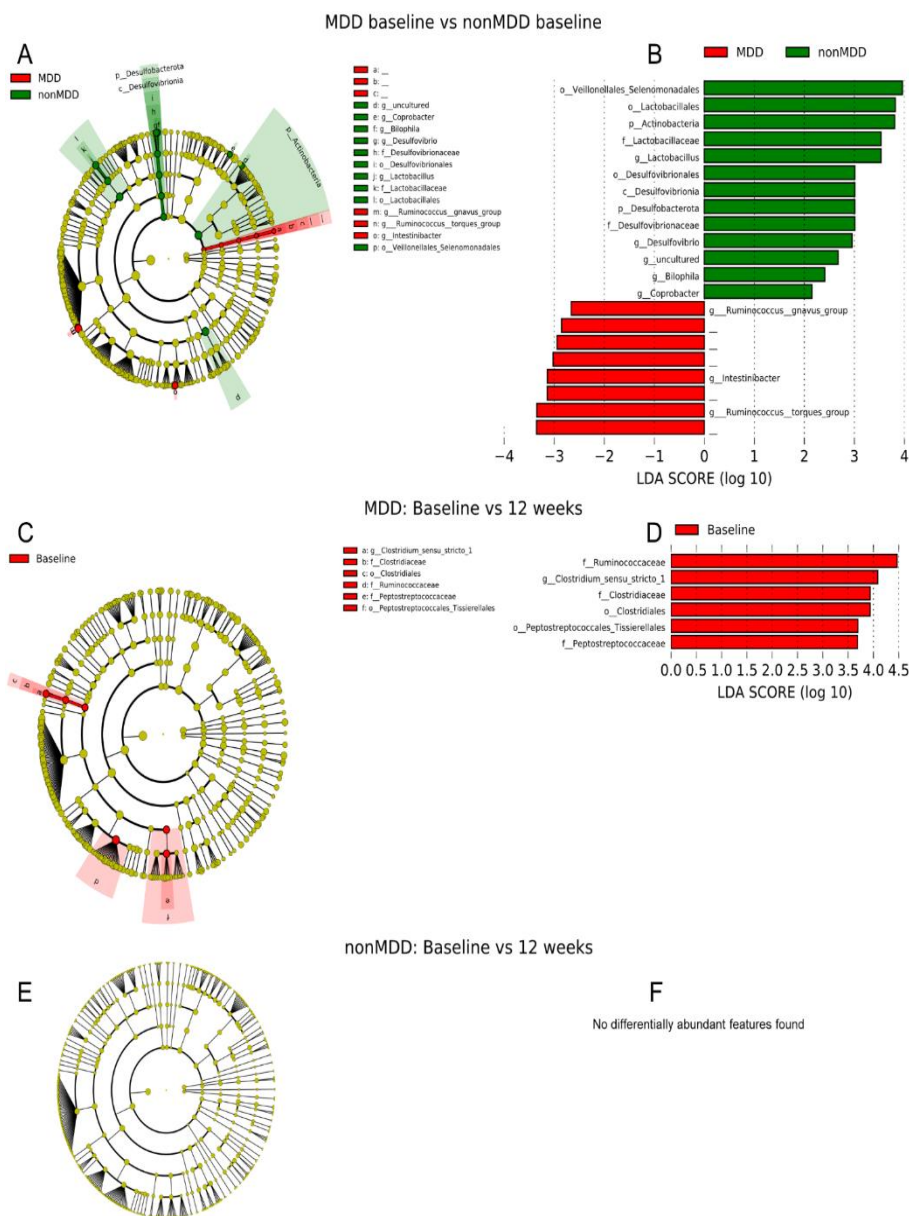 MDD baseline vs nonMDD baseline
A
MDD
nonMDD
p__Desulfobacterota
c__Desulfovibrionia
p__Actinobacteria
a: __
b: __
c: __
d: g__uncultured
e: g__Coprobacter
f: g__Bilophila
g: g__Desulfovibrio
h: f__Desulfovibrionaceae
i: o__Desulfovibrionales
j: g__Lactobacillus
k: f__Lactobacillaceae
l: o__Lactobacillales
m: g___Ruminococcus_gnavus_group
n: g___Ruminococcus_torques_group
o: g__Intestinibacter
p: o__Veillonellales_Selenomonadales
B
MDD
nonMDD
o__Veillonellales_Selenomonadales
o__Lactobacillales
p__Actinobacteria
f__Lactobacillaceae
g__Lactobacillus
o__Desulfovibrionales
c__Desulfovibrionia
p__Desulfobacterota
f__Desulfovibrionaceae
g__Desulfovibrio
g__uncultured
g__Bilophila
g__Coprobacter
g___Ruminococcus__gnavus_group
__
__
__
g__Intestinibacter
__
g___Ruminococcus__torques_group
__
−4 −3 −2 −1 0 1 2 3 4
LDA SCORE (log 10)
MDD: Baseline vs 12 weeks
C
Baseline
c
b
a
d
e
f
a: g__Clostridium_sensu_stricto_1
b: f__Clostridiaceae
c: o__Clostridiales
d: f__Ruminococcaceae
e: f__Peptostreptococcaceae
f: o__Peptostreptococcales_Tissierellales
D
Baseline
f__Ruminococcaceae
g__Clostridium_sensu_stricto_1
f__Clostridiaceae
o__Clostridiales
o__Peptostreptococcales_Tissierellales
f__Peptostreptococcaceae
0.0 0.5 1.0 1.5 2.0 2.5 3.0 3.5 4.0 4.5
LDA SCORE (log 10)
nonMDD: Baseline vs 12 weeks
E
F
No differentially abundant features found